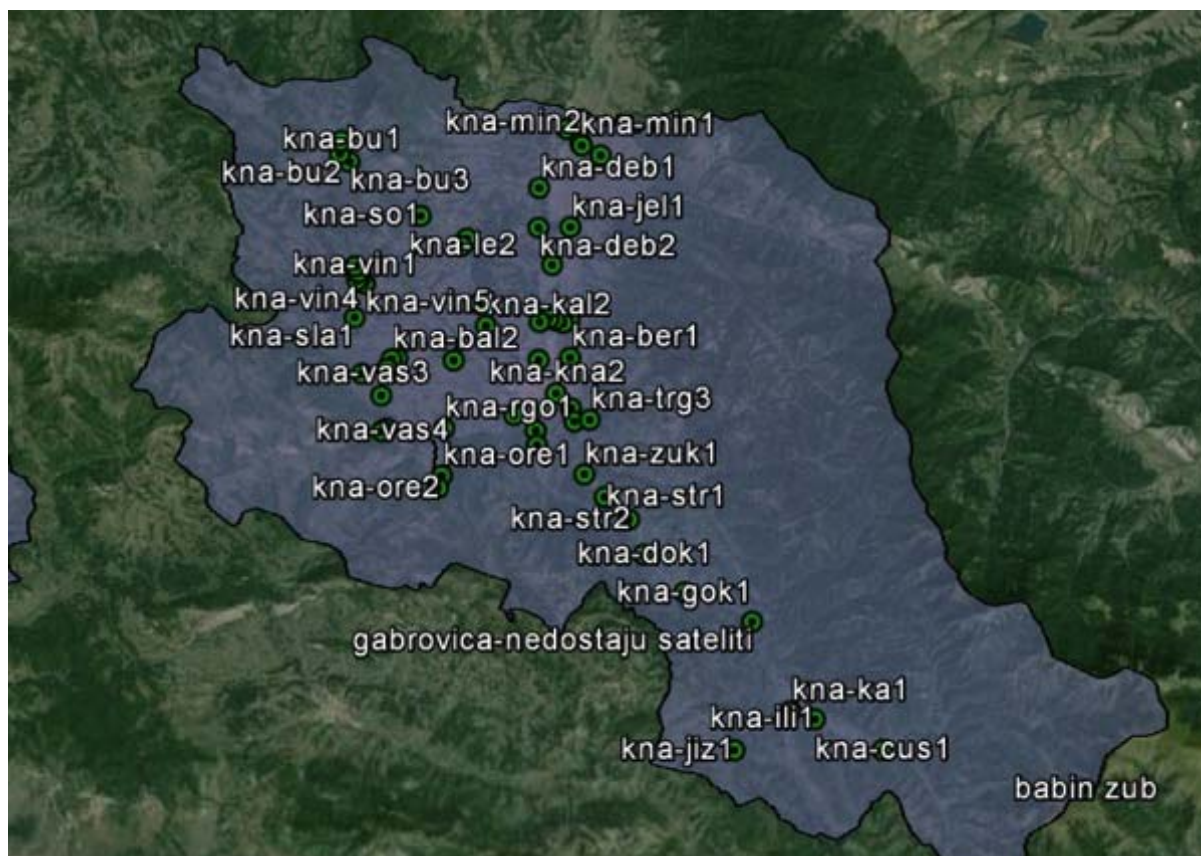 kna-min2
kna-min1
kna-bu1
kna-bu2
kna-bu3
kna-deb1
kna-so1
kna-jel1
kna-le2
kna-deb2
kna-vin1
kna-vin4
kna-vin5
kna-kal2
kna-sla1
kna-bal2
kna-ber1
kna-vas3
kna-kna2
kna-rgo1
kna-trg3
kna-vas4
kna-ore1
kna-zuk1
kna-ore2
kna-str1
kna-str2
kna-dok1
kna-gok1
gabrovica-nedostaju sateliti
kna-ka1
kna-ili1
kna-jiz1
kna-cus1
babin zub